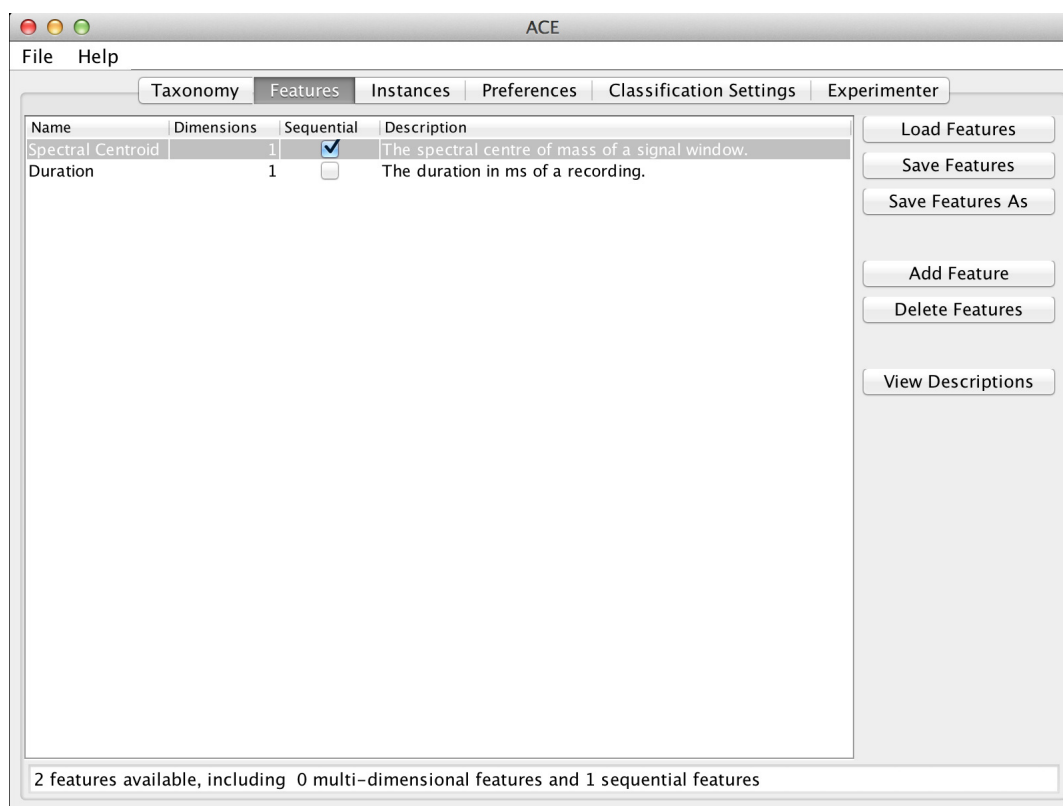 ACE
File Help
Taxonomy Features Instances Preferences Classification Settings Experimenter
Name Dimensions Sequential Description
Spectral Centroid 1 The spectral centre of mass of a signal window.
Duration 1 The duration in ms of a recording.
Load Features
Save Features
Save Features As
Add Feature
Delete Features
View Descriptions
2 features available, including 0 multi-dimensional features and 1 sequential features